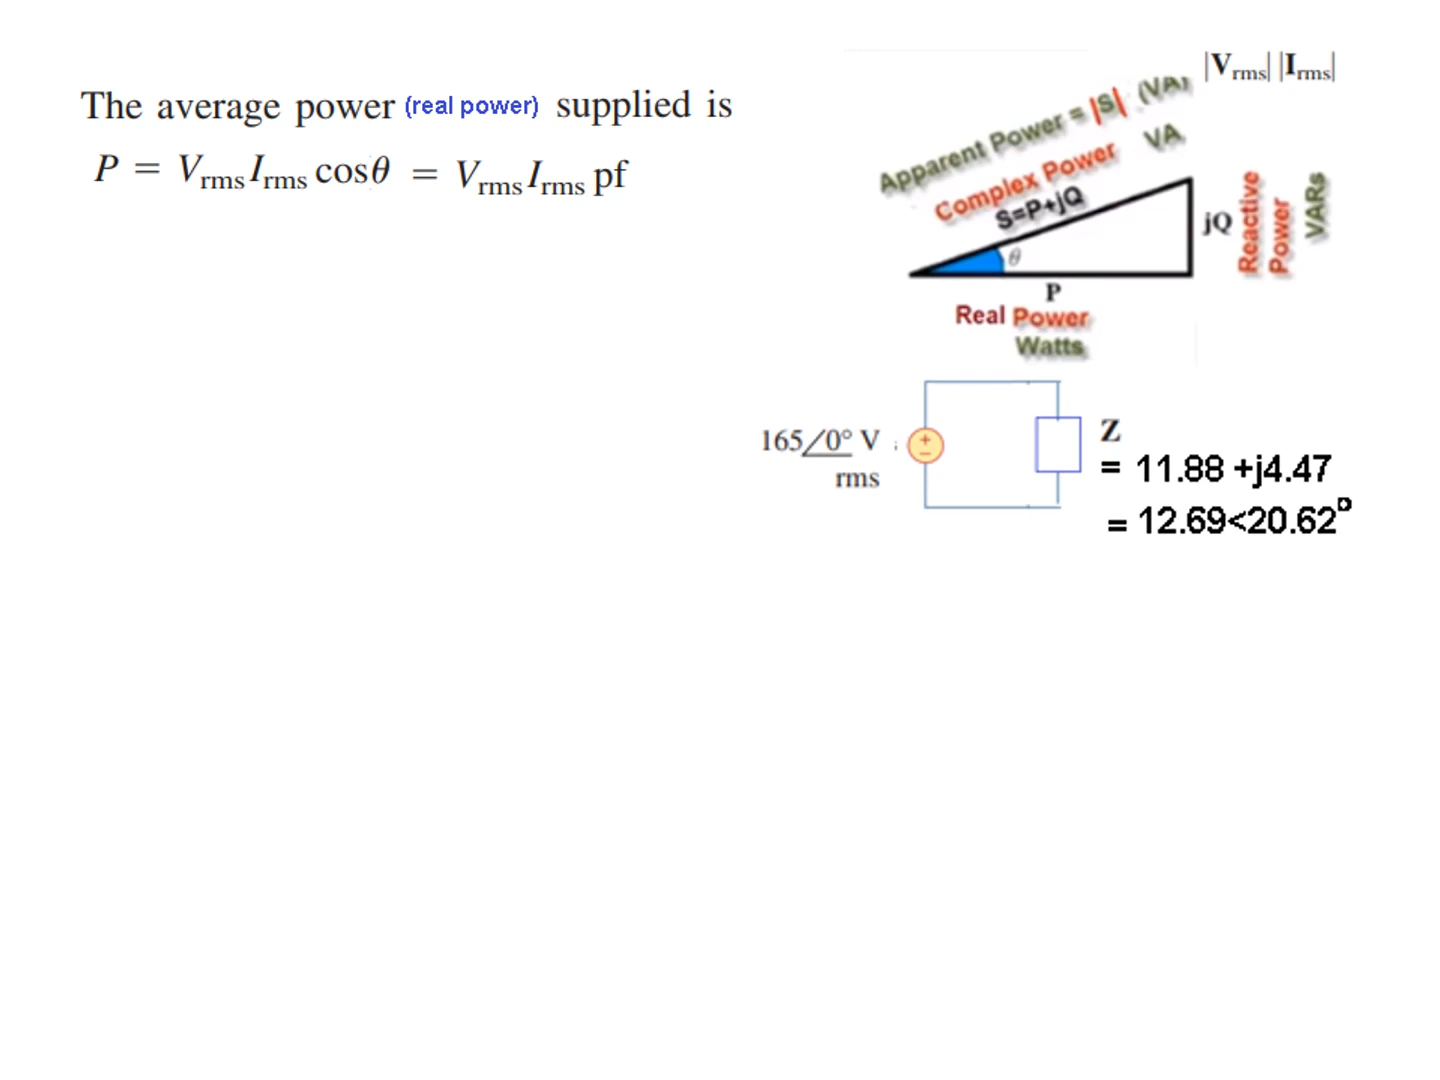 The average power (real power) supplied is
P = VrmsIrms cosθ = VrmsIrms pf
|Vrms| |Irms|
Apparent Power = |S| (VA)
Complex Power VA
S=P+jQ
θ
jQ
Reactive
Power
VARs
P
Real Power
Watts
165∠0° V
rms
+
−
Z
= 11.88 +j4.47
= 12.69<20.62°